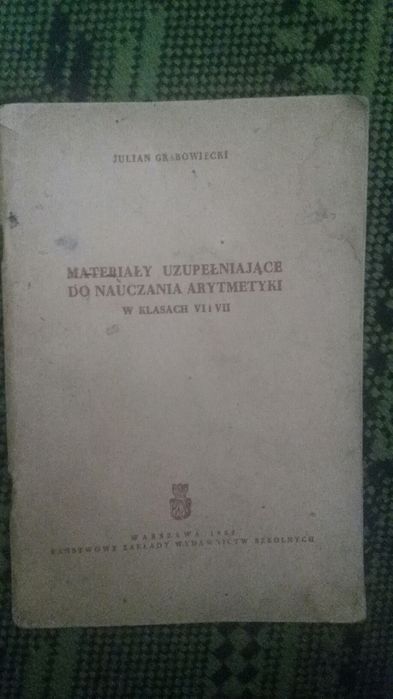 JULIAN GRABOWIECKI
MATERIAŁY UZUPEŁNIAJĄCE
DO NAUCZANIA ARYTMETYKI
W KLASACH VI i VII
WARSZAWA
PAŃSTWOWE ZAKŁADY WYDAWNICTW SZKOLNYCH